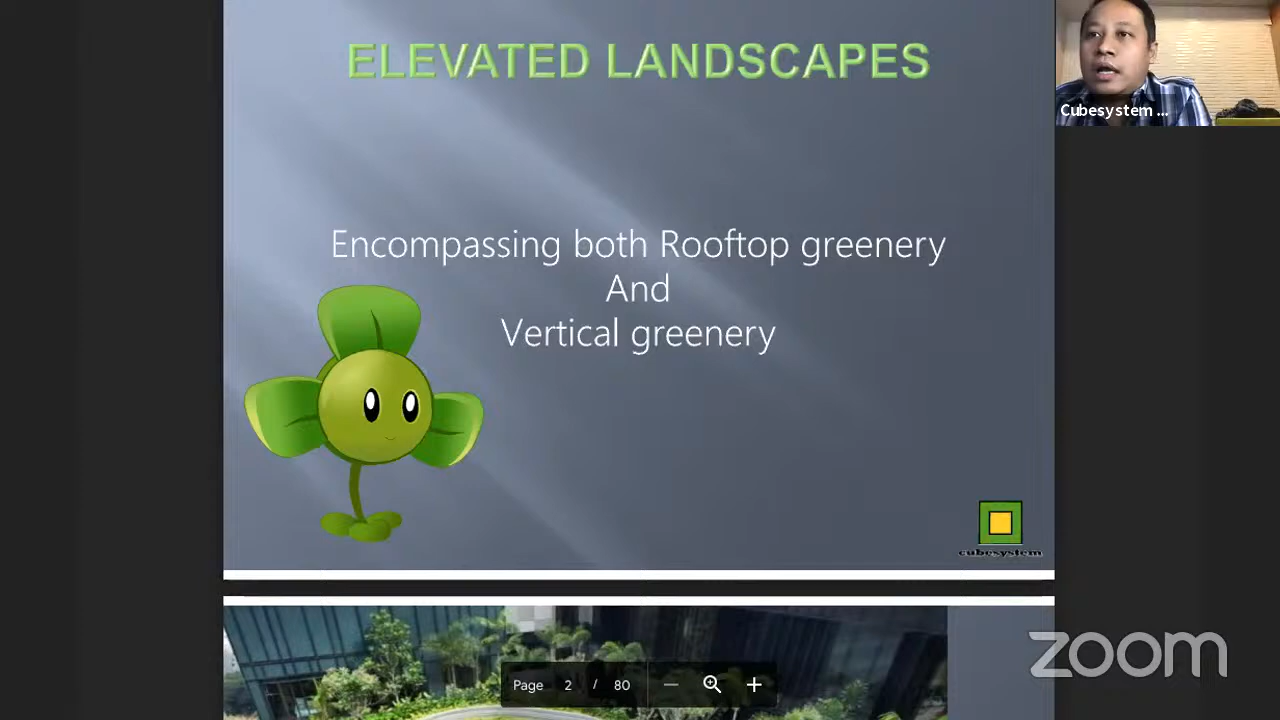 ELEVATED LANDSCAPES
Cubesystem ...
Encompassing both Rooftop greenery
And
Vertical greenery
cubesystem
zoom
Page 2 / 80